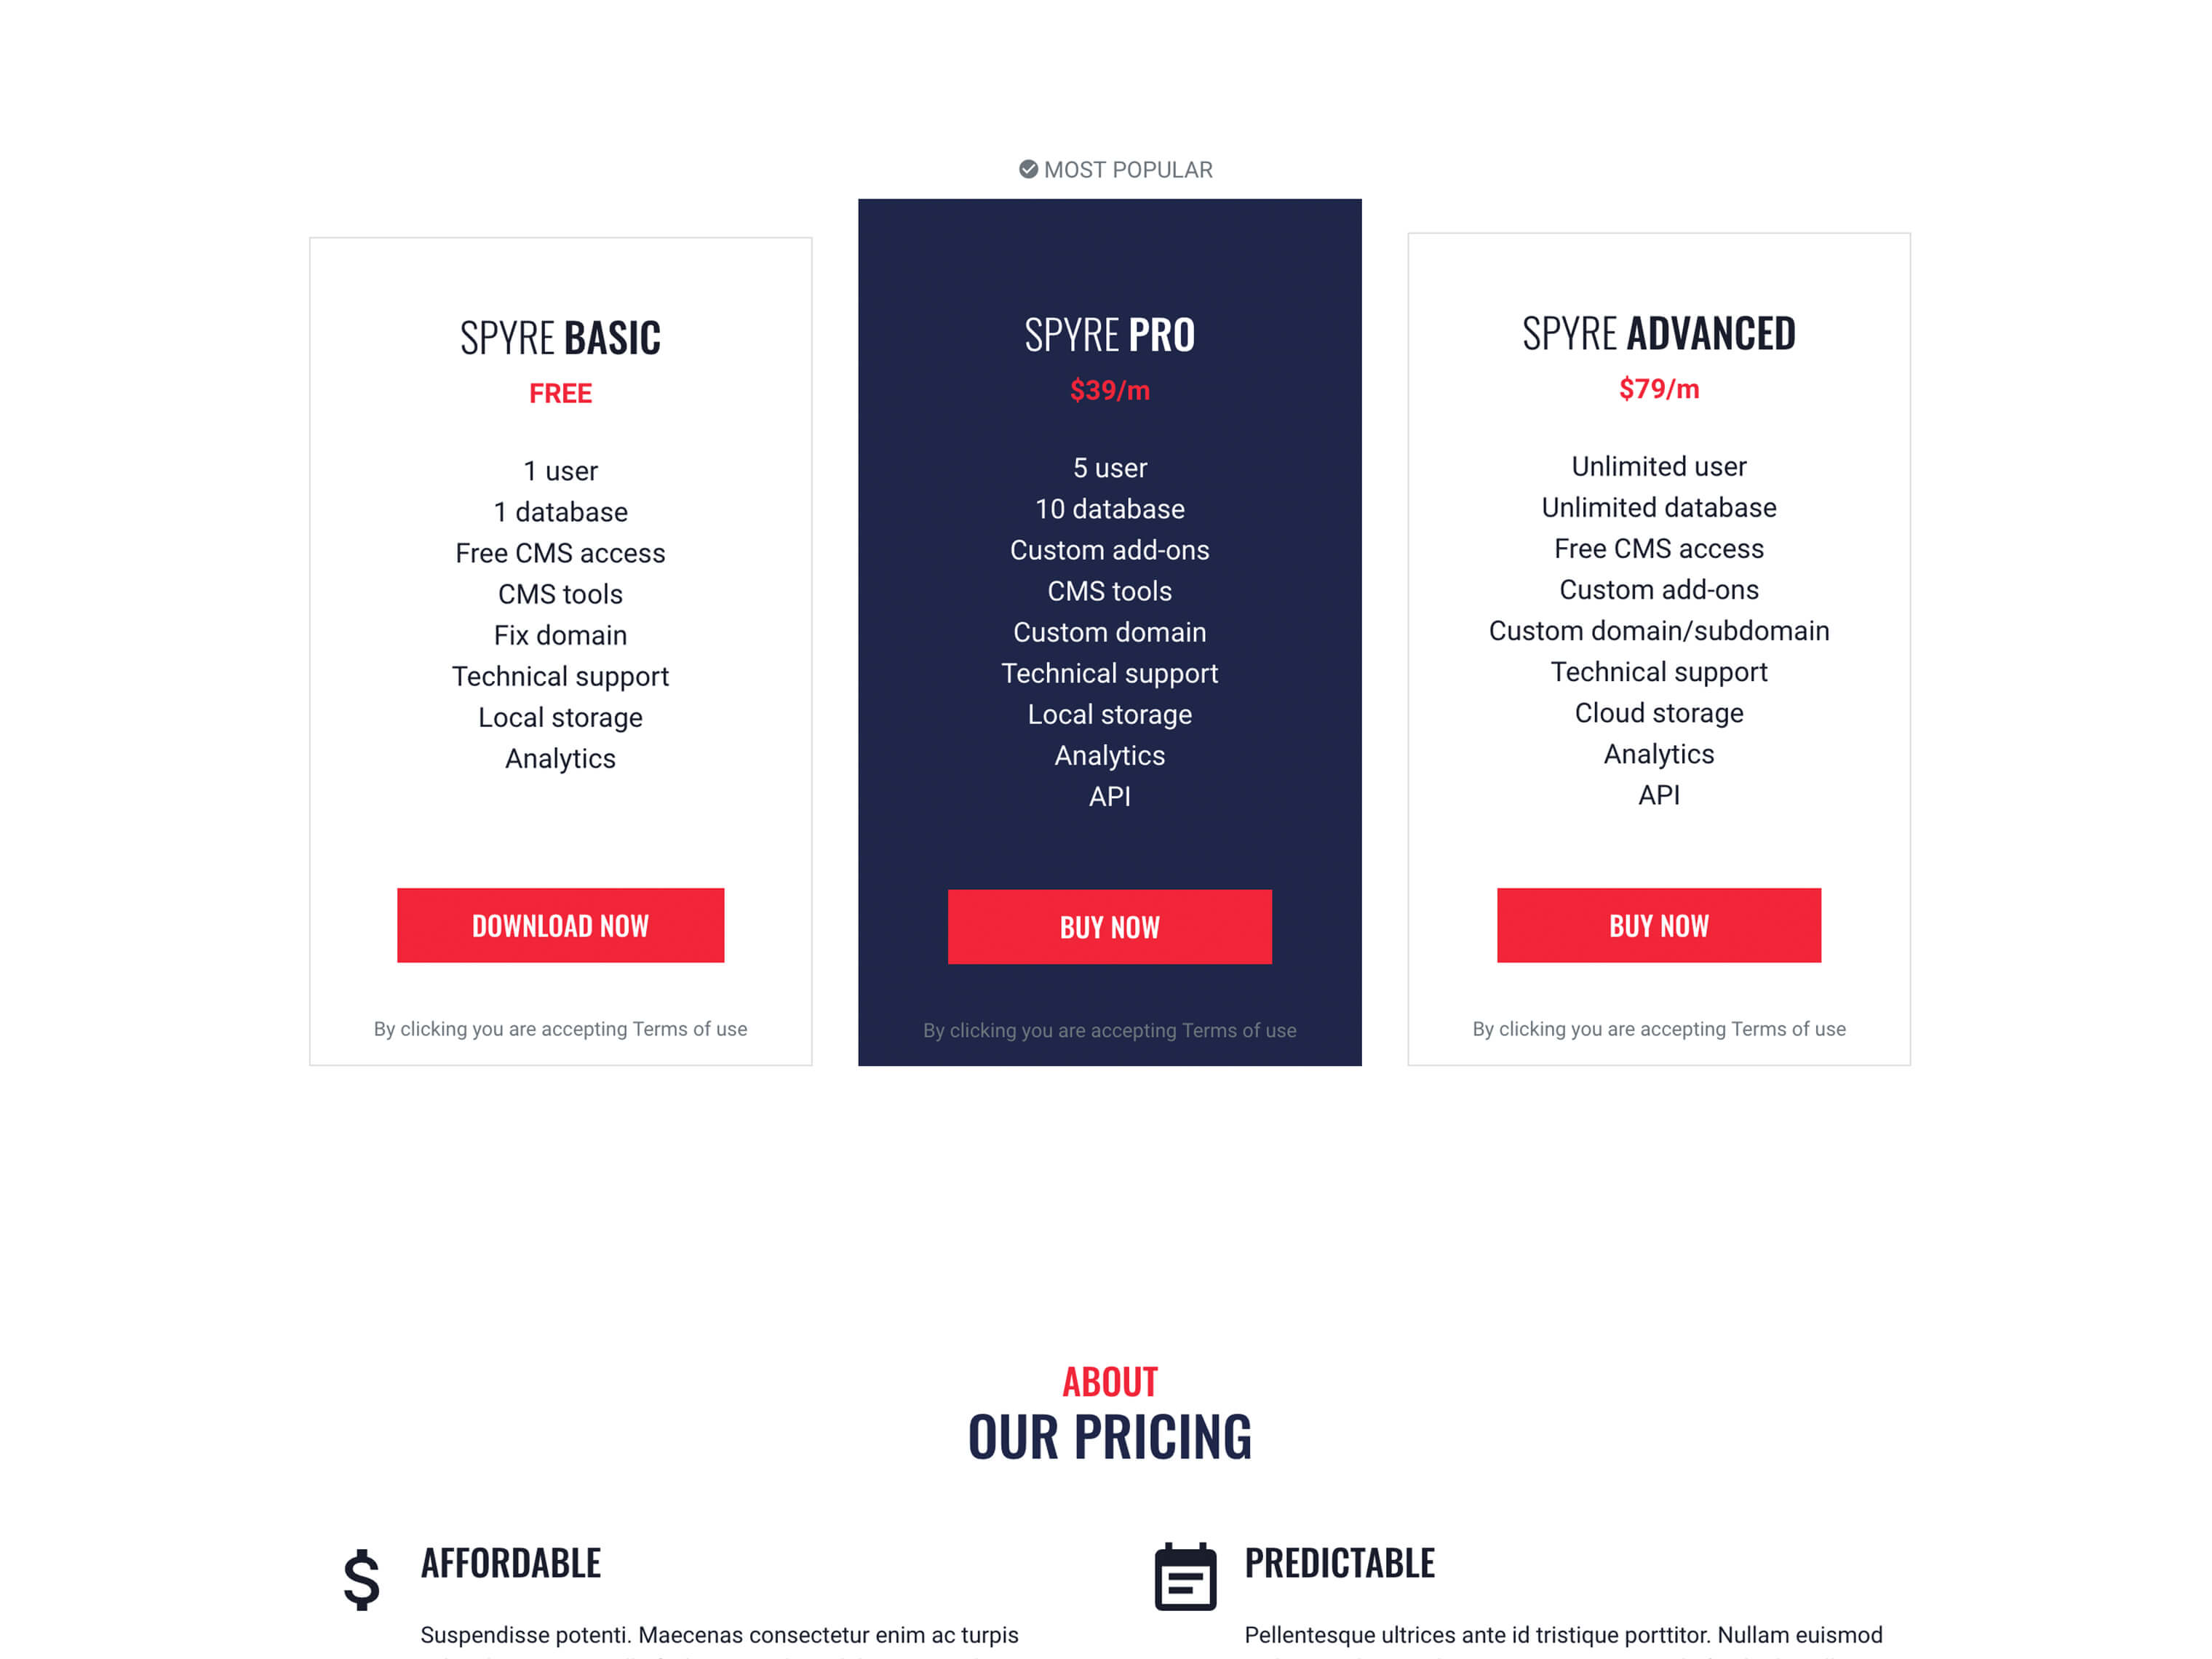 MOST POPULAR
SPYRE BASIC
FREE
1 user
1 database
Free CMS access
CMS tools
Fix domain
Technical support
Local storage
Analytics
DOWNLOAD NOW
By clicking you are accepting Terms of use
SPYRE PRO
$39/m
5 user
10 database
Custom add-ons
CMS tools
Custom domain
Technical support
Local storage
Analytics
API
BUY NOW
By clicking you are accepting Terms of use
SPYRE ADVANCED
$79/m
Unlimited user
Unlimited database
Free CMS access
Custom add-ons
Custom domain/subdomain
Technical support
Cloud storage
Analytics
API
BUY NOW
By clicking you are accepting Terms of use
ABOUT
OUR PRICING
AFFORDABLE
Suspendisse potenti. Maecenas consectetur enim ac turpis
PREDICTABLE
Pellentesque ultrices ante id tristique porttitor. Nullam euismod